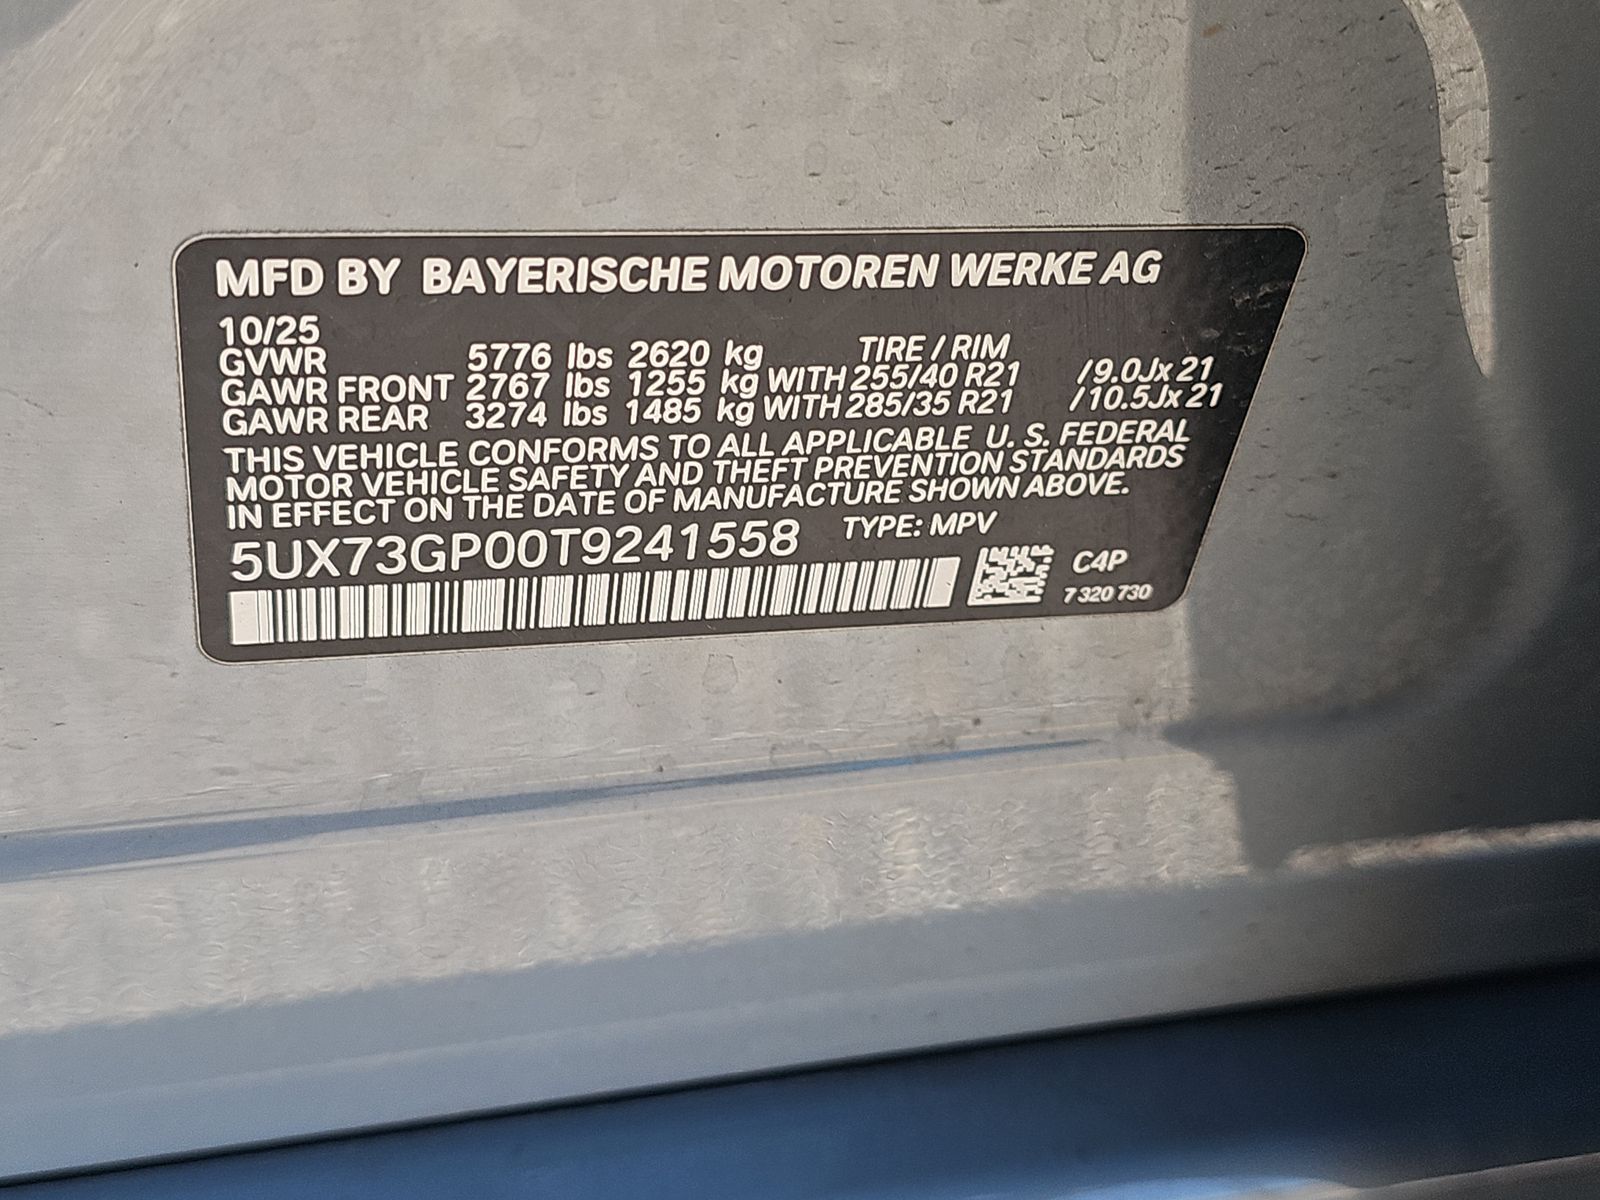 MFD BY BAYERISCHE MOTOREN WERKE AG
10/25
GVWR 5776 lbs 2620 kg TIRE / RIM
GAWR FRONT 2767 lbs 1255 kg WITH 255/40 R21 /9.0Jx21
GAWR REAR 3274 lbs 1485 kg WITH 285/35 R21 /10.5Jx21
THIS VEHICLE CONFORMS TO ALL APPLICABLE U. S. FEDERAL
MOTOR VEHICLE SAFETY AND THEFT PREVENTION STANDARDS
IN EFFECT ON THE DATE OF MANUFACTURE SHOWN ABOVE.
5UX73GP00T9241558 TYPE: MPV
C4P
7 320 730